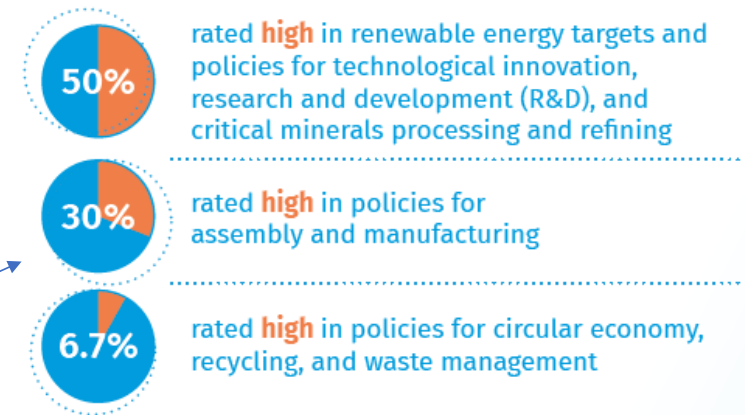 50%
rated high in renewable energy targets and
policies for technological innovation,
research and development (R&D), and
critical minerals processing and refining
30%
rated high in policies for
assembly and manufacturing
6.7%
rated high in policies for circular economy,
recycling, and waste management